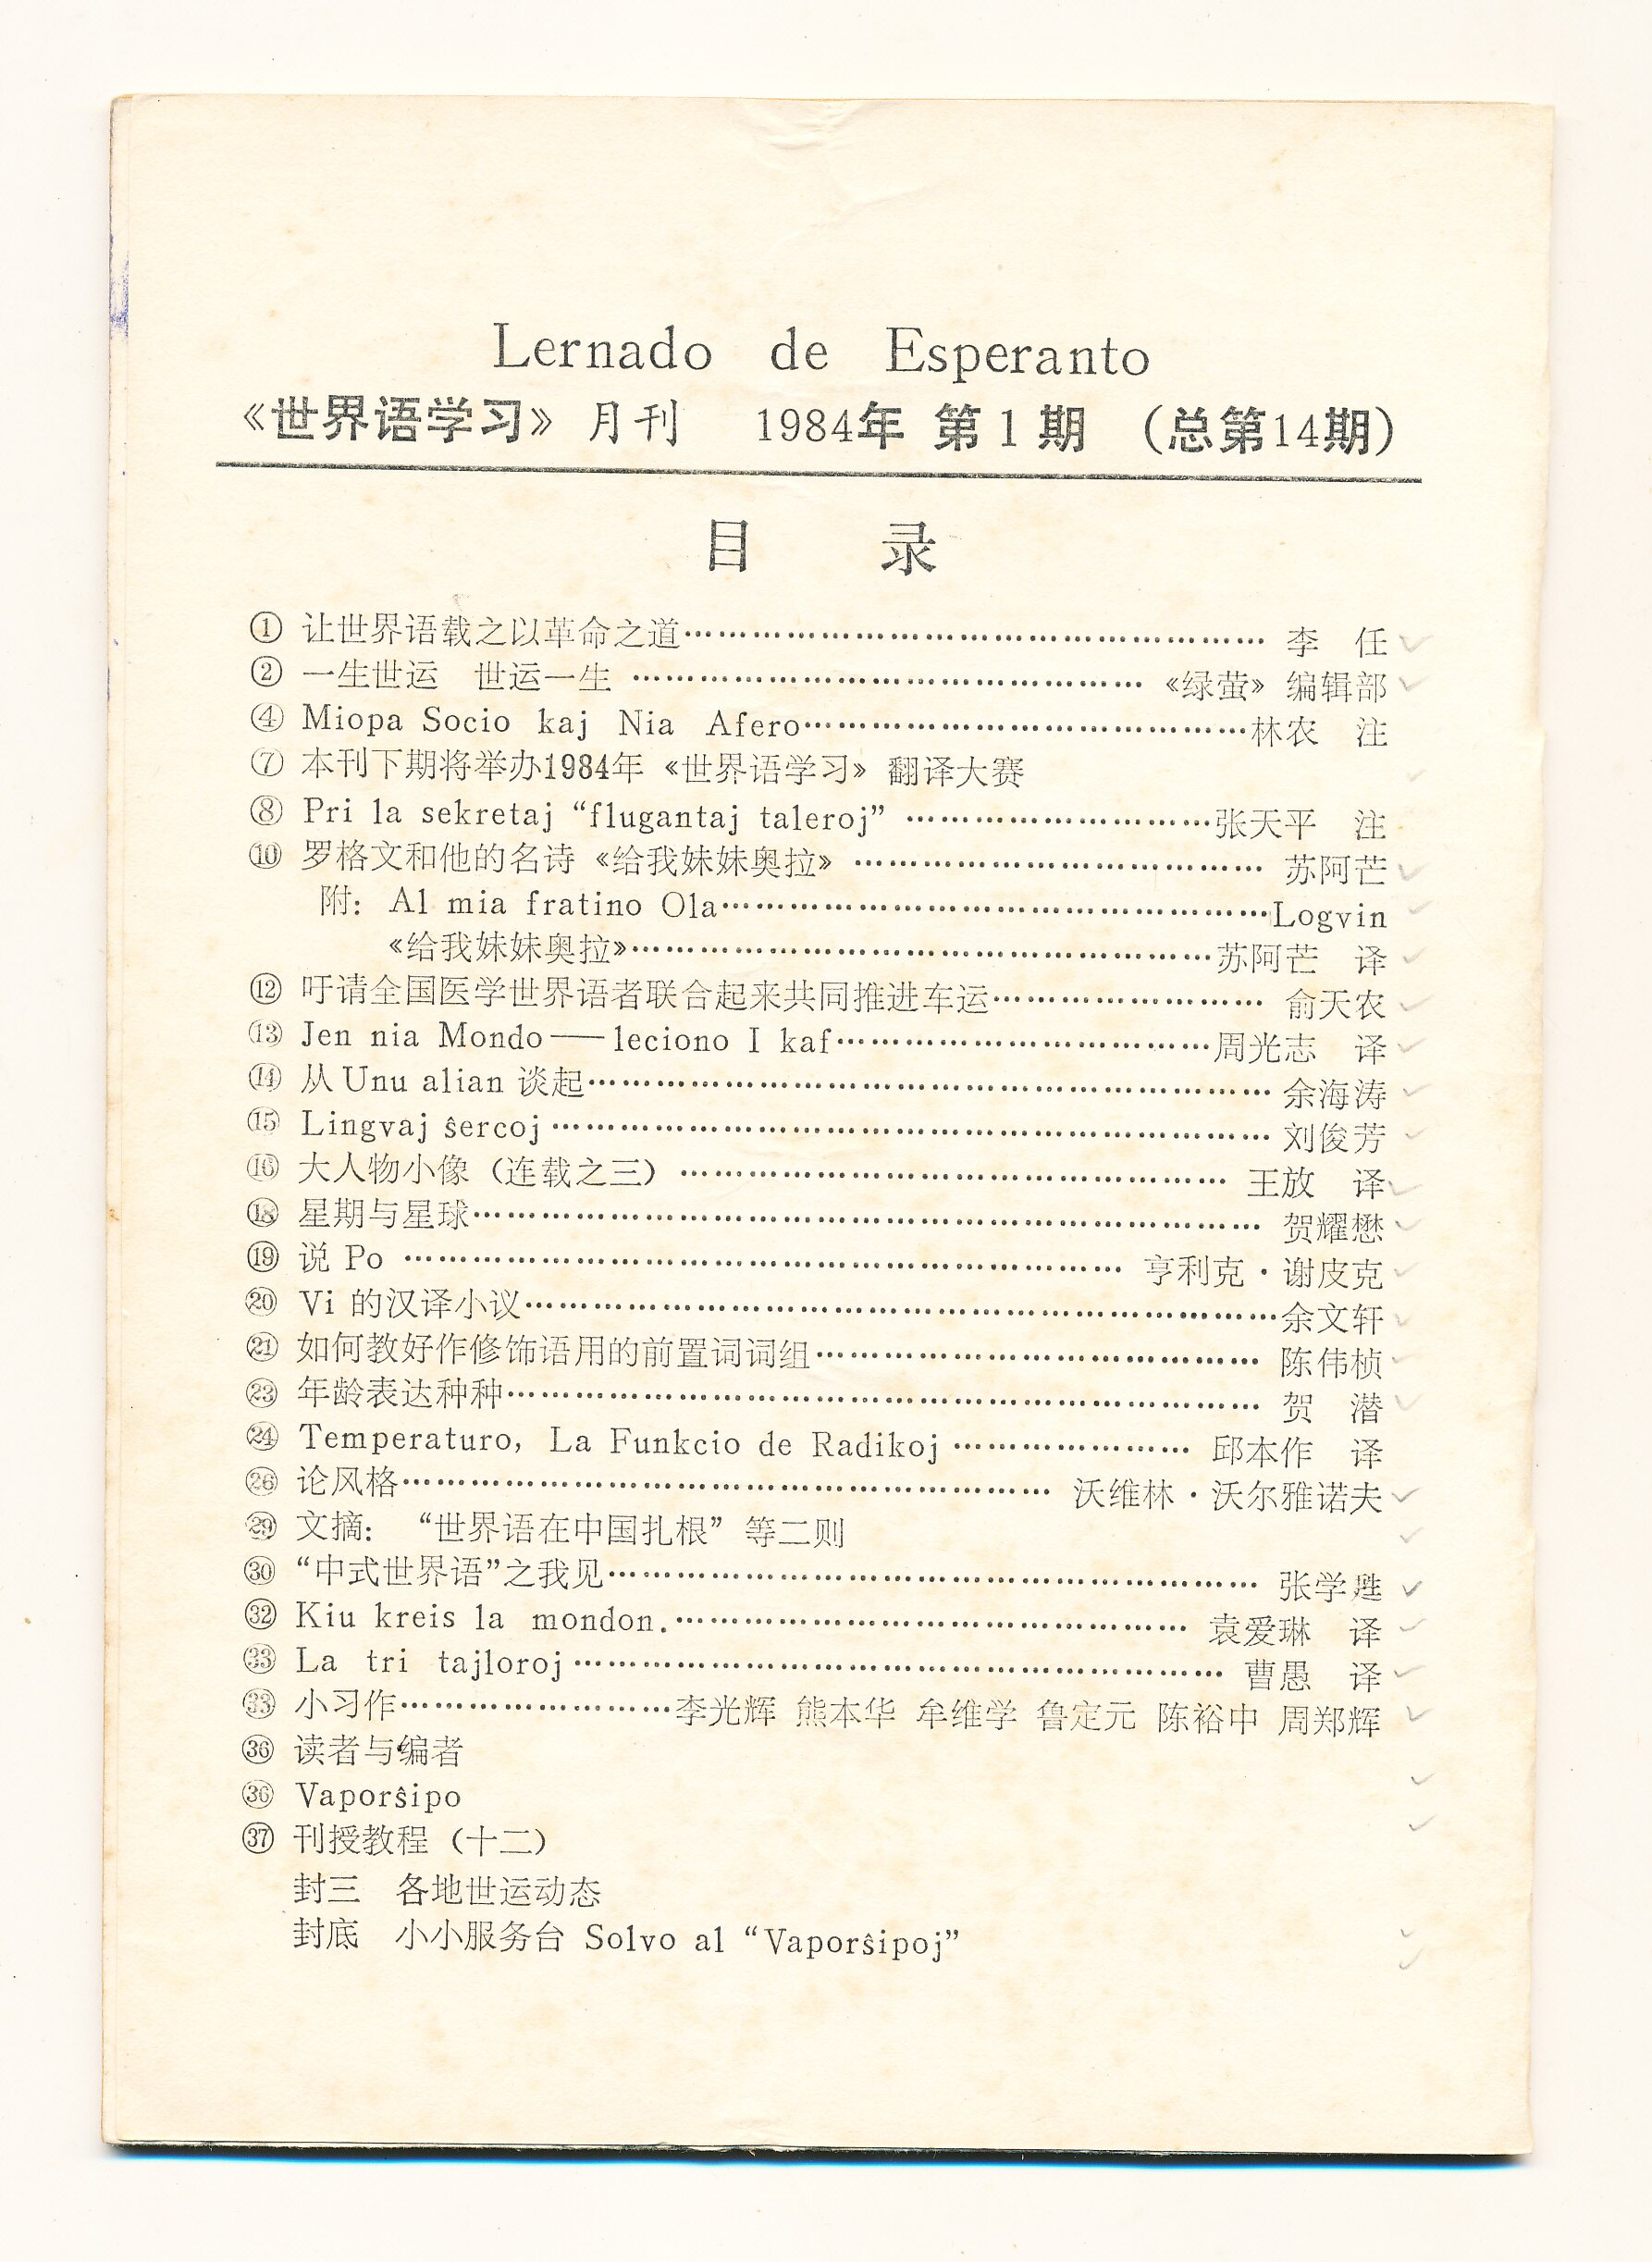 Lernado de Esperanto
《世界语学习》 月刊 1984年 第1期 （总第14期）
目 录
① 让世界语载之以革命之道…………………………………………李 任
② 一生世运 世运一生 ……………………………………《绿萤》 编辑部
④ Miopa Socio kaj Nia Afero………………………………林农 注
⑦ 本刊下期将举办1984年 《世界语学习》 翻译大赛
⑧ Pri la sekretaj “flugantaj taleroj” ………………………张天平 注
⑩ 罗格文和他的名诗 《给我妹妹奥拉》 ……………………………… 苏阿芒
附: Al mia fratino Ola…………………………………………Logvin
《给我妹妹奥拉》……………………………………………苏阿芒 译
⑫ 吁请全国医学世界语者联合起来共同推进车运…………………… 俞天农
⑬ Jen nia Mondo——leciono I kaf……………………………周光志 译
⑭ 从 Unu alian 谈起…………………………………………………… 余海涛
⑮ Lingvaj ŝercoj……………………………………………………… 刘俊芳
⑯ 大人物小像（连载之三） ………………………………………… 王放 译
⑱ 星期与星球…………………………………………………………… 贺耀懋
⑲ 说 Po ……………………………………………………… 亨利克·谢皮克
⑳ Vi 的汉译小议…………………………………………………………余文轩
㉑ 如何教好作修饰语用的前置词词组………………………………… 陈伟桢
㉓ 年龄表达种种………………………………………………………… 贺 潜
㉔ Temperaturo, La Funkcio de Radikoj ………………… 邱本作 译
㉖ 论风格………………………………………………… 沃维林·沃尔雅诺夫
㉙ 文摘: “世界语在中国扎根” 等二则
㉚ “中式世界语”之我见………………………………………………… 张学甦
㉜ Kiu kreis la mondon.……………………………………… 袁爱琳 译
㉝ La tri tajloroj………………………………………………… 曹愚 译
㉝ 小习作……………………李光辉 熊本华 牟维学 鲁定元 陈裕中 周郑辉
㊱ 读者与编者
㊱ Vaporŝipo
㊲ 刊授教程（十二）
封三 各地世运动态
封底 小小服务台 Solvo al “Vaporŝipoj”